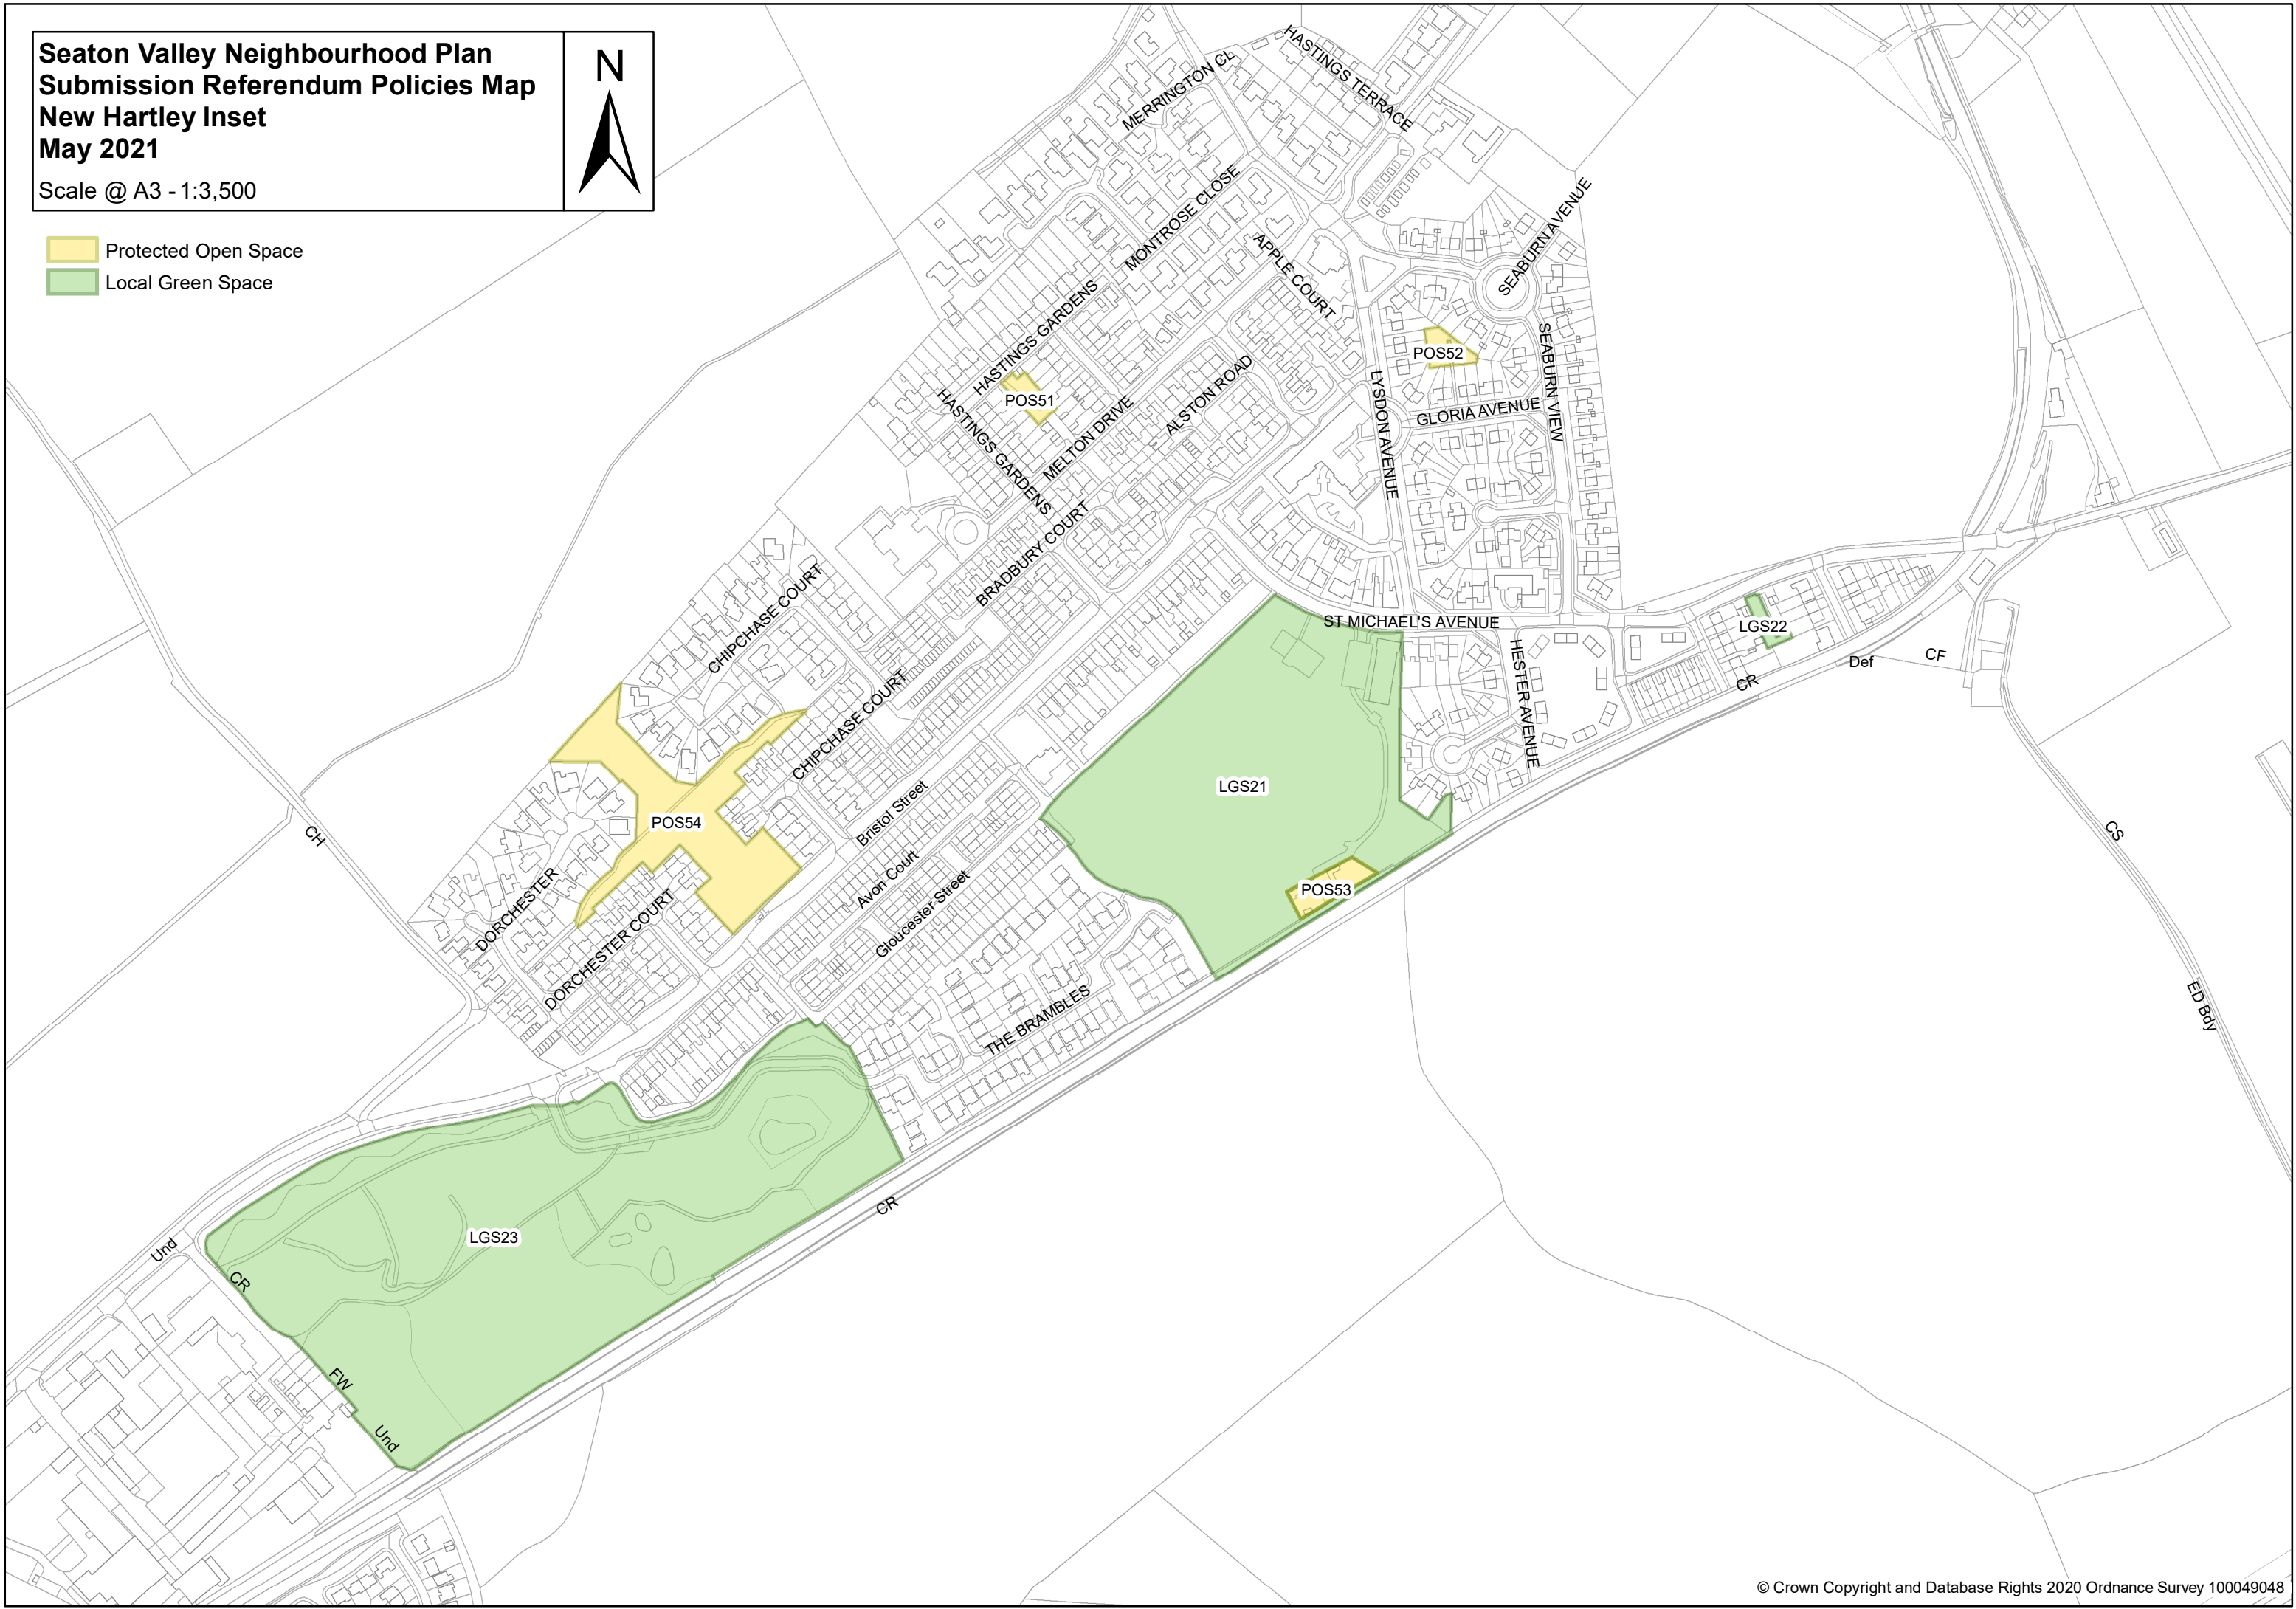 Seaton Valley Neighbourhood Plan
Submission Referendum Policies Map
New Hartley Inset
May 2021
Scale @ A3 - 1:3,500
N
Protected Open Space
Local Green Space
HASTINGS TERRACE
MERRINGTON CL
MONTROSE CLOSE
SEABURN AVENUE
APPLE COURT
HASTINGS GARDENS
SEABURN VIEW
POS52
POS51
HASTINGS GARDENS
LYSDON AVENUE
ALSTON ROAD
GLORIA AVENUE
MELTON DRIVE
BRADBURY COURT
CHIPCHASE COURT
ST MICHAEL'S AVENUE
LGS22
HESTER AVENUE
CF
Def
CR
CHIPCHASE COURT
LGS21
Bristol Street
POS54
CH
CS
Avon Court
POS53
Gloucester Street
DORCHESTER
DORCHESTER COURT
ED Bdy
THE BRAMBLES
CR
LGS23
Und
CR
FW
Und
© Crown Copyright and Database Rights 2020 Ordnance Survey 100049048